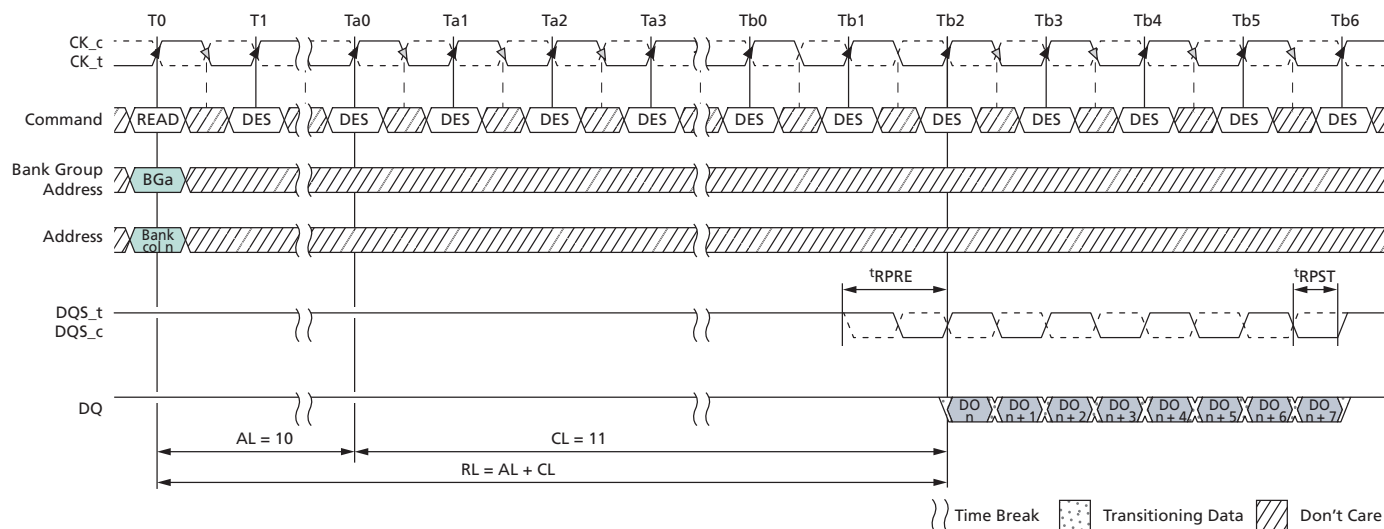 T0 T1 Ta0 Ta1 Ta2 Ta3 Tb0 Tb1 Tb2 Tb3 Tb4 Tb5 Tb6
CK_c
CK_t
Command READ DES DES DES DES DES DES DES DES DES DES DES DES
Bank Group
Address
BGa
Address
Bank
col n
tRPRE
tRPST
DQS_t
DQS_c
DQ
DO DO DO DO DO DO DO DO
n n + 1 n + 2 n + 3 n + 4 n + 5 n + 6 n + 7
AL = 10 CL = 11
RL = AL + CL
Time Break Transitioning Data Don't Care